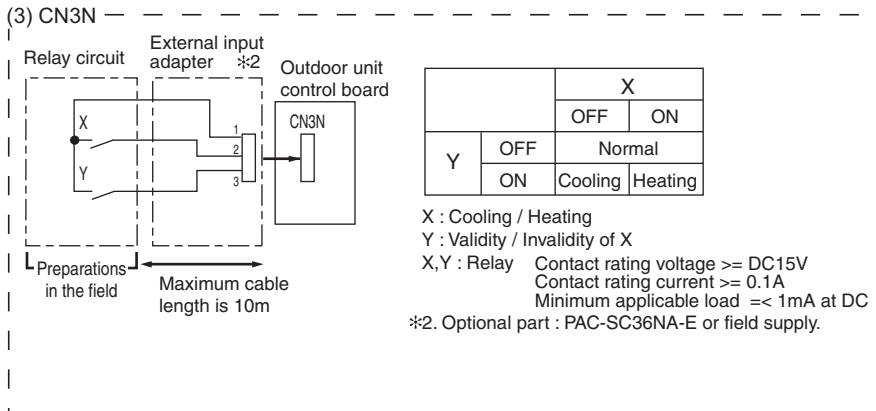 (3) CN3N
Relay circuit
External input
adapter ✻2
Outdoor unit
control board
X
Y
1
2
3
CN3N
Preparations
in the field
Maximum cable
length is 10m
X
OFF ON
Y OFF Normal
ON Cooling Heating
X : Cooling / Heating
Y : Validity / Invalidity of X
X,Y : Relay Contact rating voltage >= DC15V
Contact rating current >= 0.1A
Minimum applicable load =< 1mA at DC
✻2. Optional part : PAC-SC36NA-E or field supply.